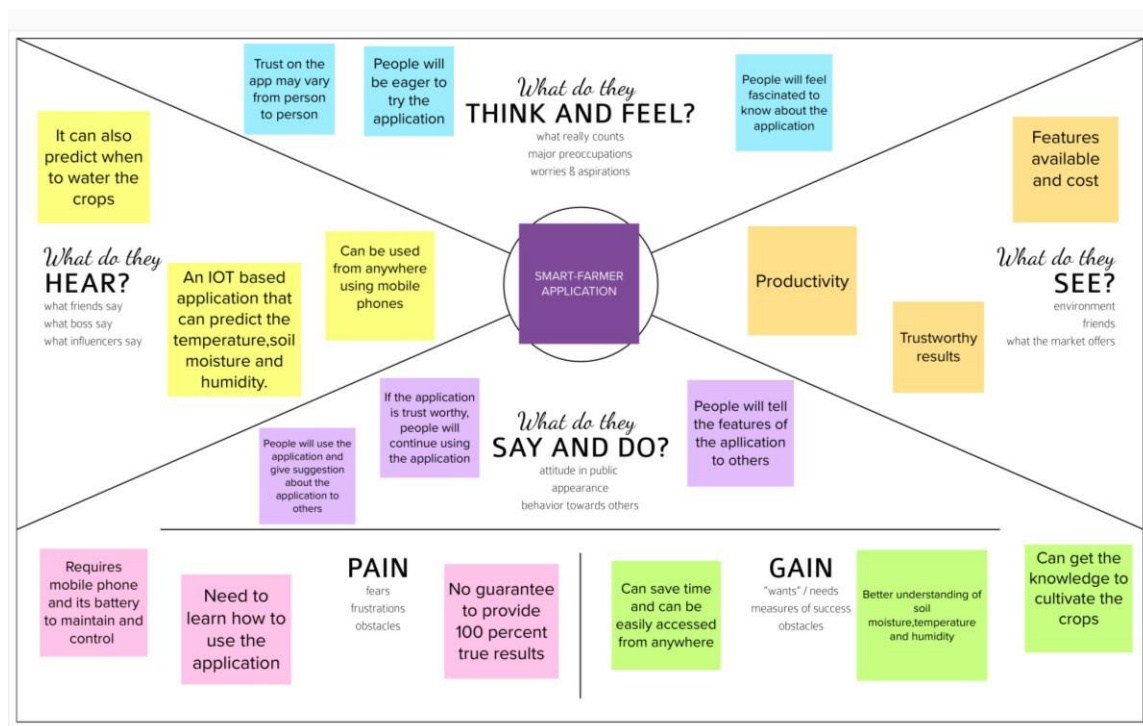 Trust on the
app may vary
from person
to person
People will
be eager to
try the
application
What do they
THINK AND FEEL?
what really counts
major preoccupations
worries & aspirations
People will feel
fascinated to
know about the
application
It can also
predict when
to water the
crops
What do they
HEAR?
what friends say
what boss say
what influencers say
An IOT based
application that
can predict the
temperature,soil
moisture and
humidity.
Can be used
from anywhere
using mobile
phones
SMART-FARMER
APPLICATION
Productivity
Features
available
and cost
What do they
SEE?
environment
friends
what the market offers
Trustworthy
results
People will use the
application and
give suggestion
about the
application to
others
If the application
is trust worthy,
people will
continue using
the application
What do they
SAY AND DO?
attitude in public
appearance
behavior towards others
People will tell
the features of
the apllication
to others
Requires
mobile phone
and its battery
to maintain and
control
Need to
learn how to
use the
application
PAIN
fears
frustrations
obstacles
No guarantee
to provide
100 percent
true results
Can save time
and can be
easily accessed
from anywhere
GAIN
"wants" / needs
measures of success
obstacles
Better understanding of
soil
moisture,temperature
and humidity
Can get the
knowledge to
cultivate the
crops